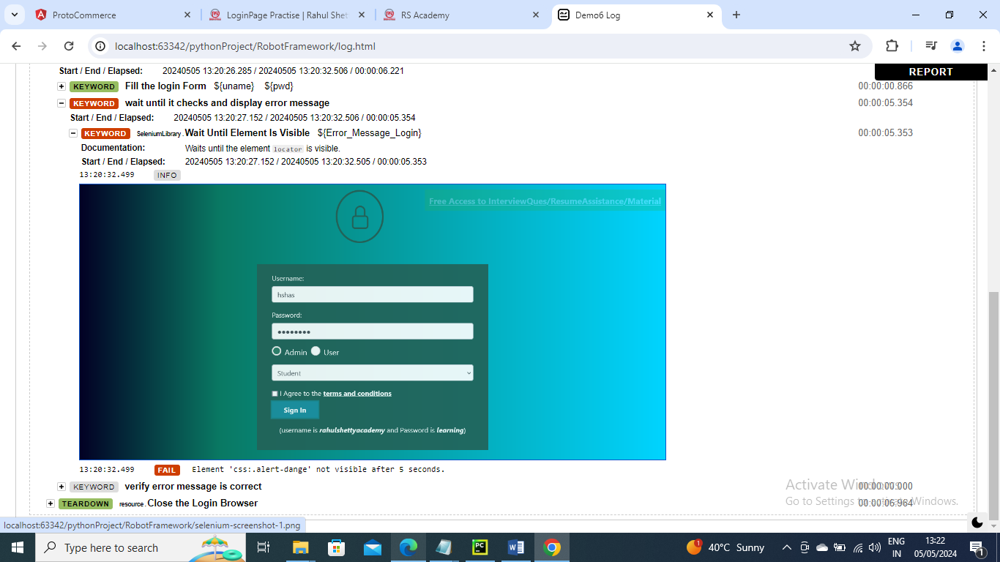 ProtoCommerce
LoginPage Practise | Rahul Shet
RS Academy
Demo6 Log
localhost:63342/pythonProject/RobotFramework/log.html
REPORT
Start / End / Elapsed: 20240505 13:20:26.285 / 20240505 13:20:32.506 / 00:00:06.221
KEYWORD Fill the login Form ${uname} ${pwd} 00:00:00.866
KEYWORD wait until it checks and display error message 00:00:05.354
Start / End / Elapsed: 20240505 13:20:27.152 / 20240505 13:20:32.506 / 00:00:05.354
KEYWORD SeleniumLibrary. Wait Until Element Is Visible ${Error_Message_Login} 00:00:05.353
Documentation: Waits until the element locator is visible.
Start / End / Elapsed: 20240505 13:20:27.152 / 20240505 13:20:32.505 / 00:00:05.353
13:20:32.499 INFO
Free Access to InterviewQues/ResumeAssistance/Material
Username:
hshas
Password:
Admin User
Student
I Agree to the terms and conditions
Sign In
(username is rahulshettyacademy and Password is learning)
13:20:32.499 FAIL Element 'css:.alert-dange' not visible after 5 seconds.
KEYWORD verify error message is correct 00:00:00.000
Activate Windows
TEARDOWN resource. Close the Login Browser 00:00:06.964
Go to Settings to activate Windows.
localhost:63342/pythonProject/RobotFramework/selenium-screenshot-1.png
Type here to search
1
40°C Sunny
ENG
IN
13:22
05/05/2024
1